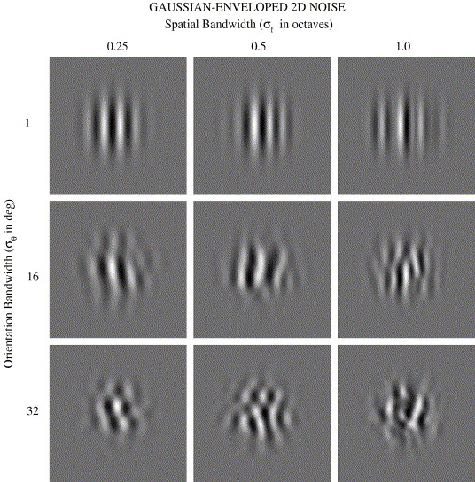 GAUSSIAN-ENVELOPED 2D NOISE
Spatial Bandwidth (σf in octaves)
0.25 0.5 1.0
Orientation Bandwidth (σθ in deg)
1
16
32